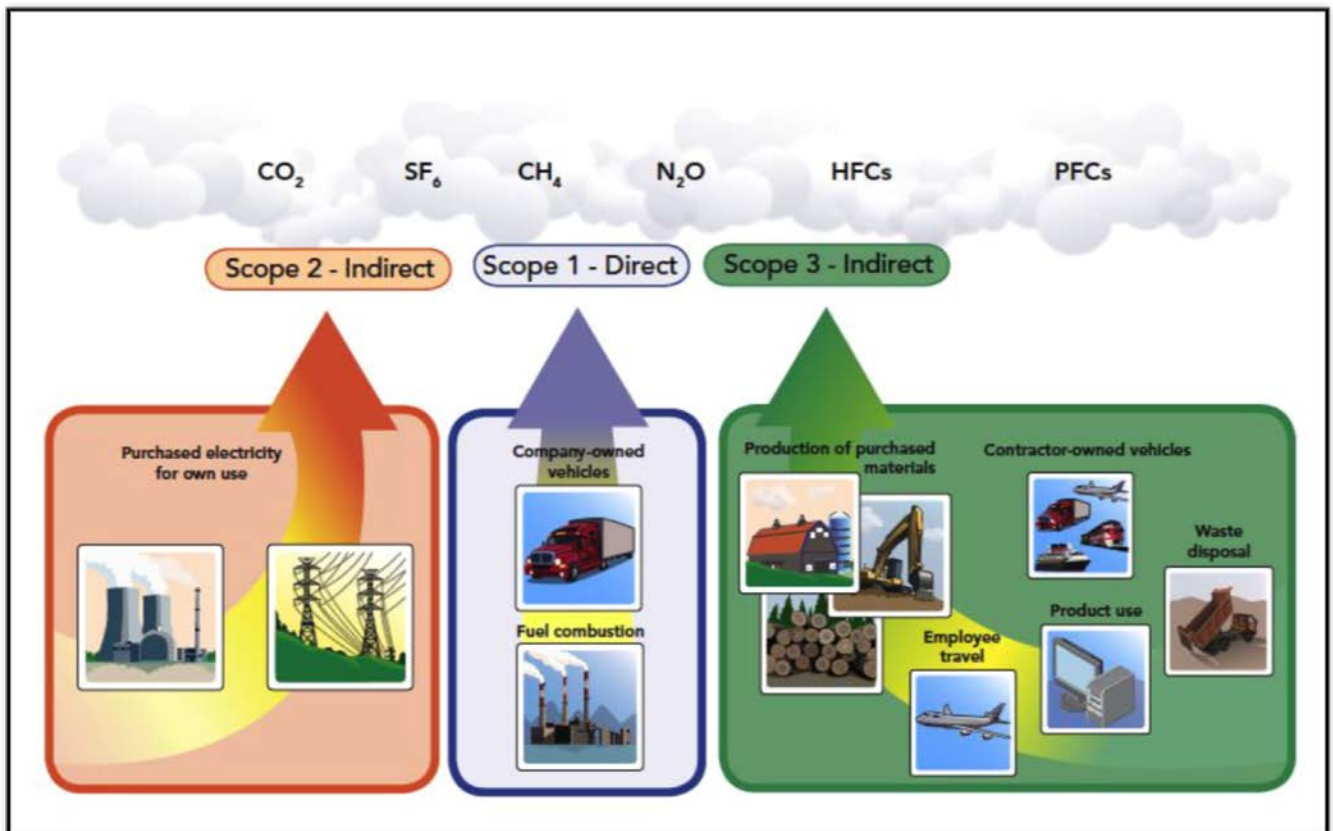 CO₂ SF₆ CH₄ N₂O HFCs PFCs
Scope 2 - Indirect
Scope 1 - Direct
Scope 3 - Indirect
Purchased electricity
for own use
Company-owned
vehicles
Fuel combustion
Production of purchased
materials
Contractor-owned vehicles
Waste
disposal
Product use
Employee
travel